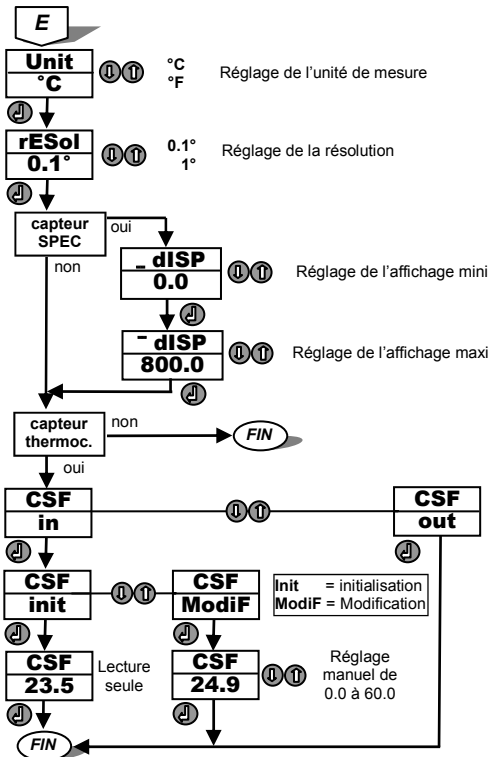 E
Unit
°C
°C
°F
Réglage de l'unité de mesure
rESol
0.1°
0.1°
1°
Réglage de la résolution
capteur
SPEC
oui
non
_ dISP
0.0
Réglage de l'affichage mini
¯ dISP
800.0
Réglage de l'affichage maxi
capteur
thermoc.
non
FIN
oui
CSF
in
CSF
out
CSF
init
CSF
ModiF
Init = initialisation
ModiF = Modification
CSF
23.5
Lecture
seule
CSF
24.9
Réglage
manuel de
0.0 à 60.0
FIN